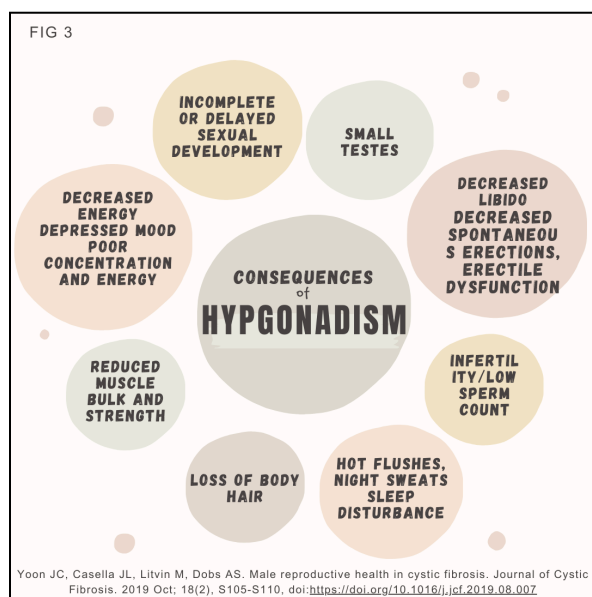 FIG 3
INCOMPLETE
OR DELAYED
SEXUAL
DEVELOPMENT
SMALL
TESTES
DECREASED
ENERGY
DEPRESSED MOOD
POOR
CONCENTRATION
AND ENERGY
DECREASED
LIBIDO
DECREASED
SPONTANEOU
S ERECTIONS,
ERECTILE
DYSFUNCTION
CONSEQUENCES
of
HYPGONADISM
REDUCED
MUSCLE
BULK AND
STRENGTH
INFERTIL
ITY/LOW
SPERM
COUNT
LOSS OF BODY
HAIR
HOT FLUSHES,
NIGHT SWEATS
SLEEP
DISTURBANCE
Yoon JC, Casella JL, Litvin M, Dobs AS. Male reproductive health in cystic fibrosis. Journal of Cystic
Fibrosis. 2019 Oct; 18(2), S105-S110, doi:https://doi.org/10.1016/j.jcf.2019.08.007